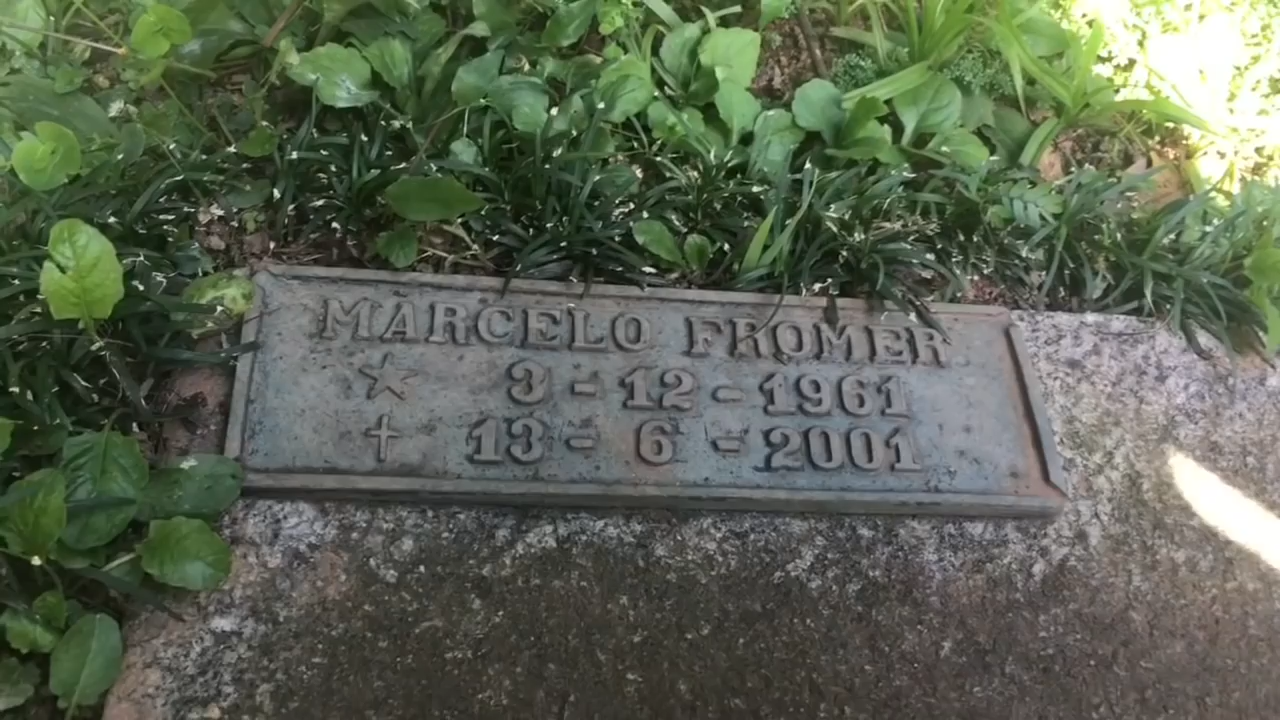 MARCELO FROMER
☆ 3 - 12 - 1961
✝ 13 - 6 - 2001